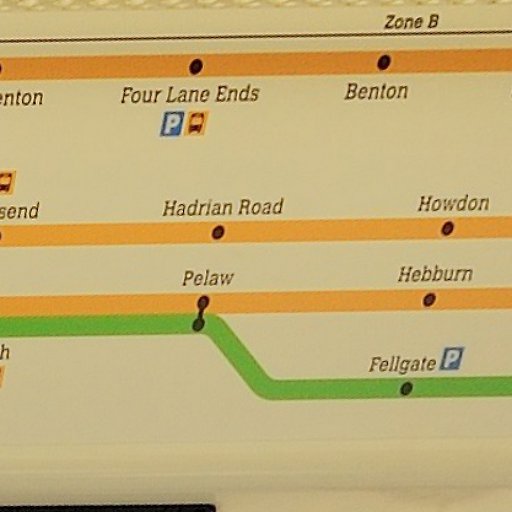 Zone B
enton
Four Lane Ends
Benton
P
send
Hadrian Road
Howdon
Pelaw
Hebburn
h
Fellgate P